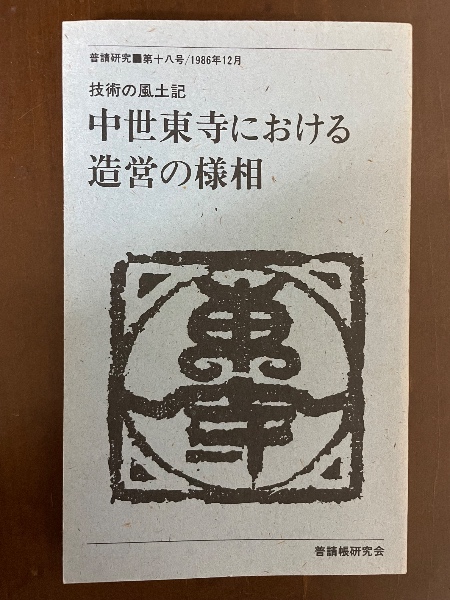 普請研究■第十八号/1986年12月
技術の風土記
中世東寺における
造営の様相
東
寺
普請帳研究会